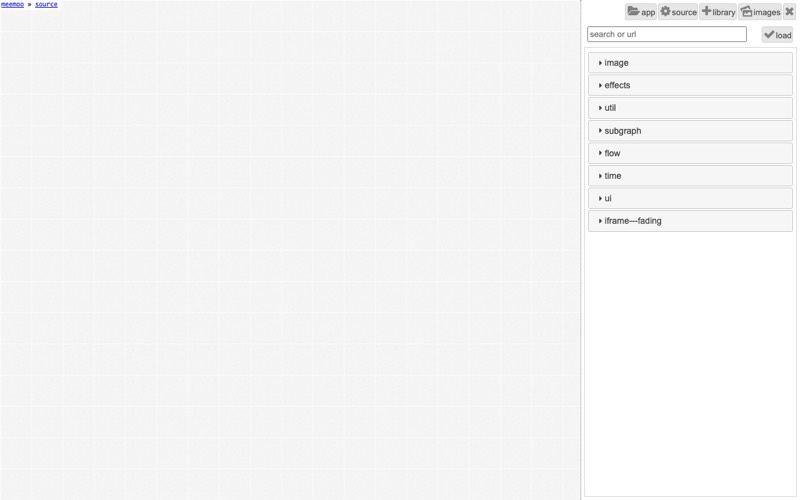 meemoo » source
app source library images
search or url
load
image
effects
util
subgraph
flow
time
ui
iframe---fading